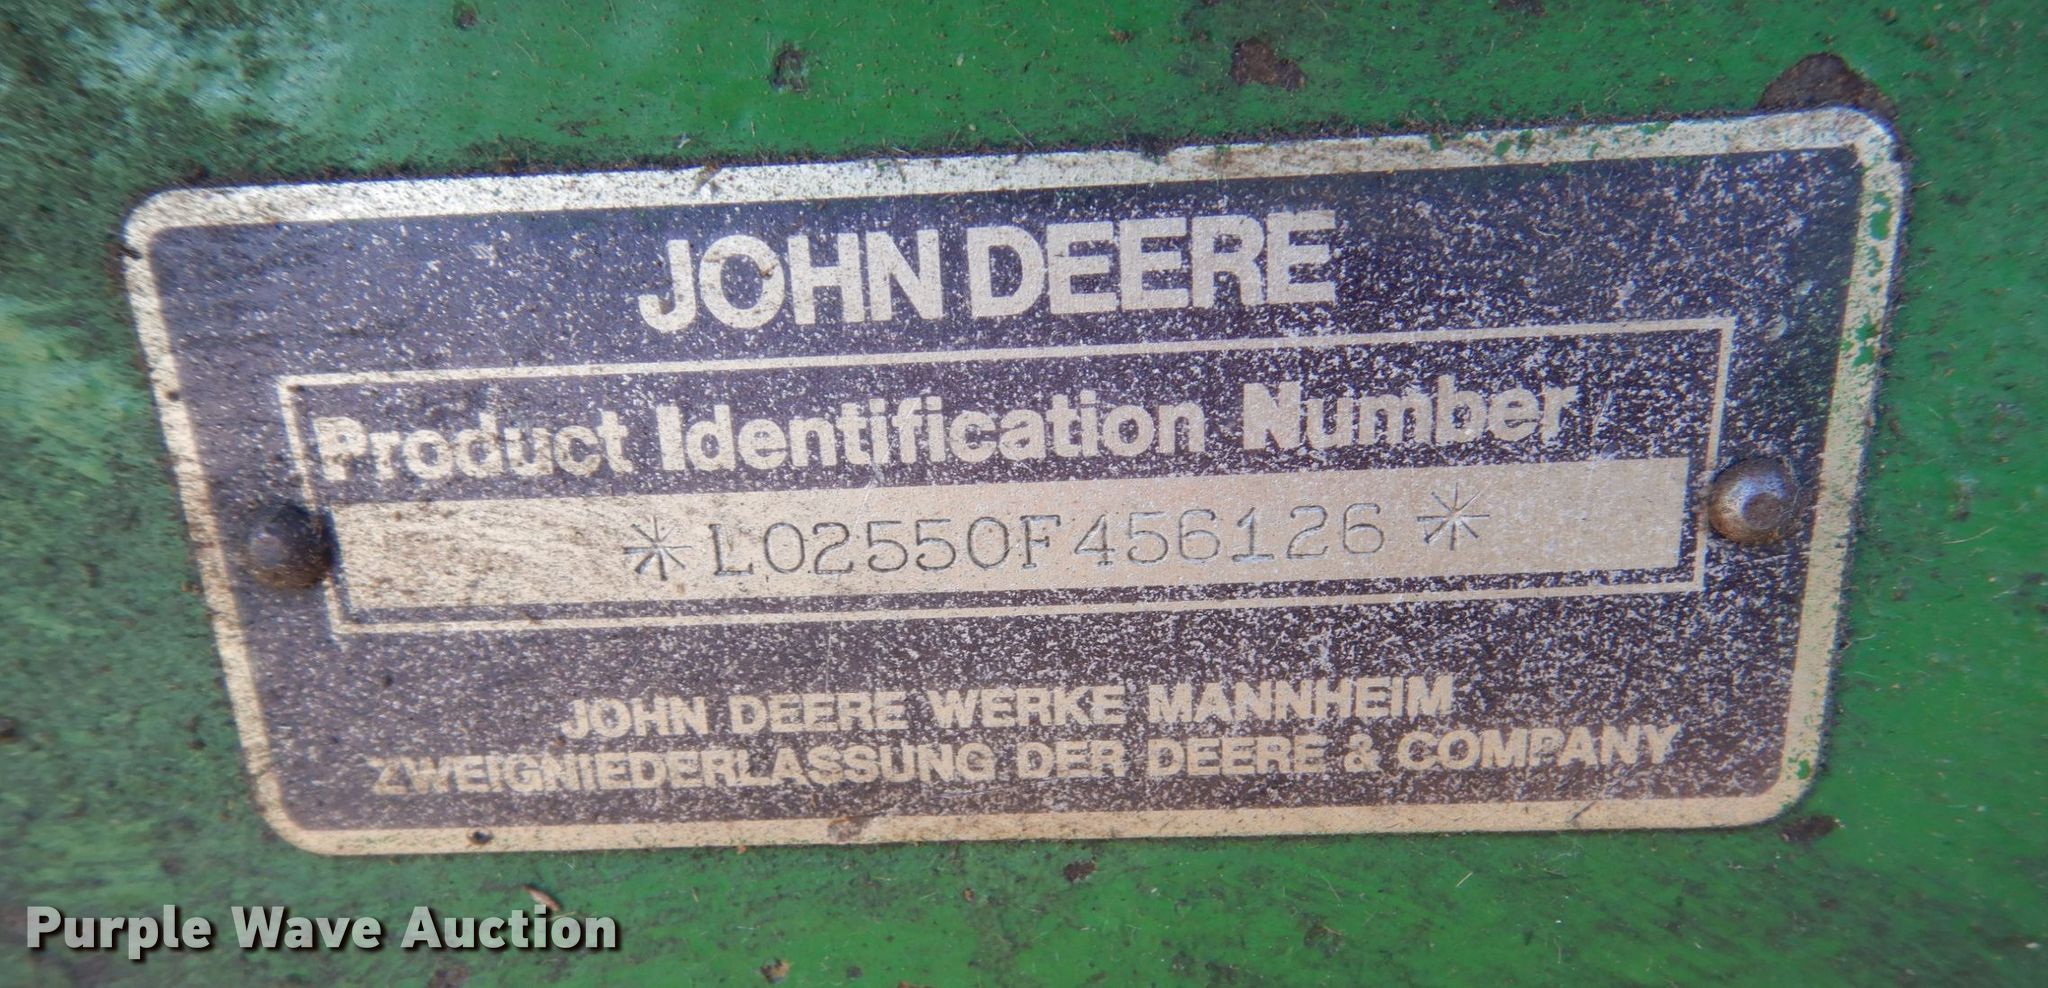 JOHN DEERE
Product Identification Number
*L02550F456126*
JOHN DEERE WERKE MANNHEIM
ZWEIGNIEDERLASSUNG DER DEERE & COMPANY
Purple Wave Auction